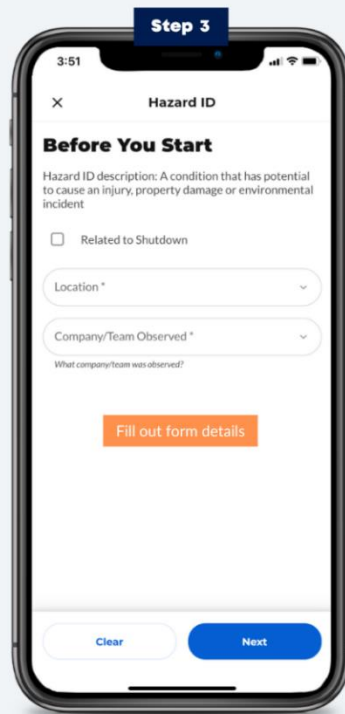 Step 3
3:51
Hazard ID
Before You Start
Hazard ID description: A condition that has potential
to cause an injury, property damage or environmental
incident
Related to Shutdown
Location *
Company/Team Observed *
What company/team was observed?
Fill out form details
Clear
Next